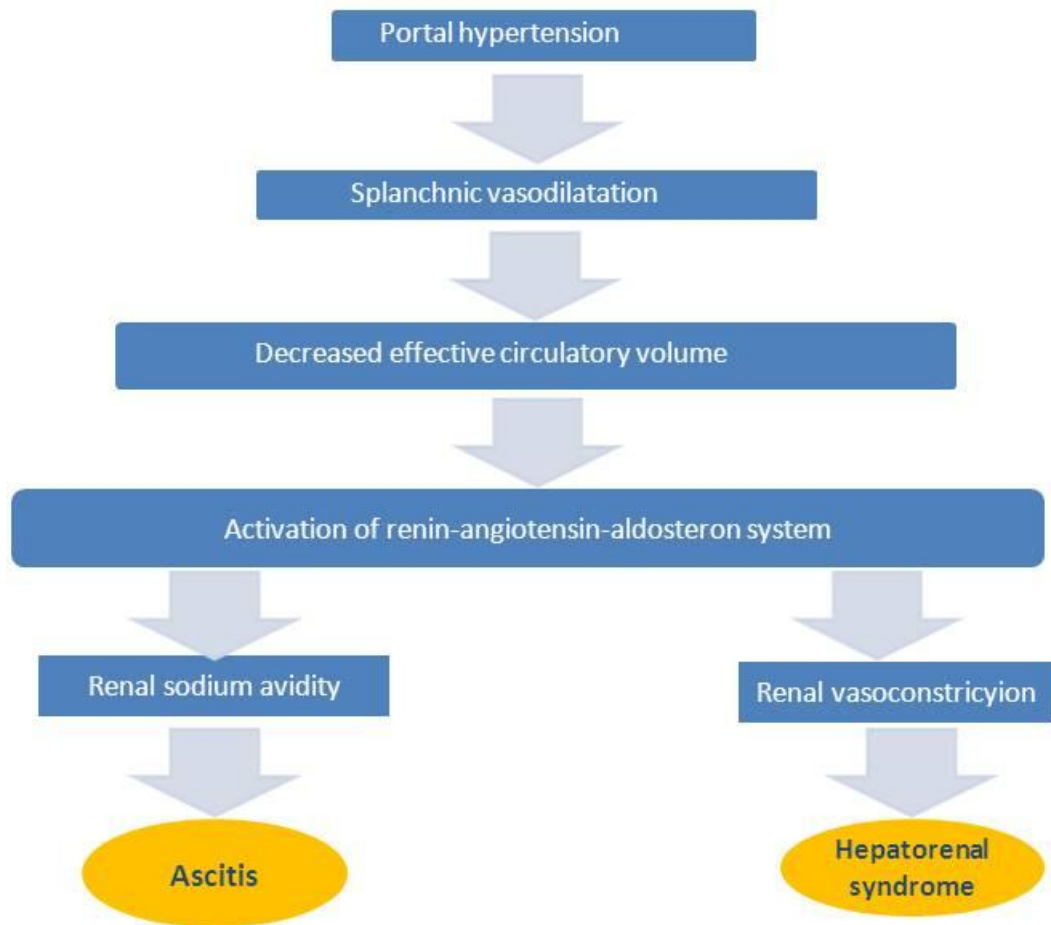 Portal hypertension
Splanchnic vasodilatation
Decreased effective circulatory volume
Activation of renin-angiotensin-aldosteron system
Renal sodium avidity
Renal vasoconstricyion
Ascitis
Hepatorenal
syndrome